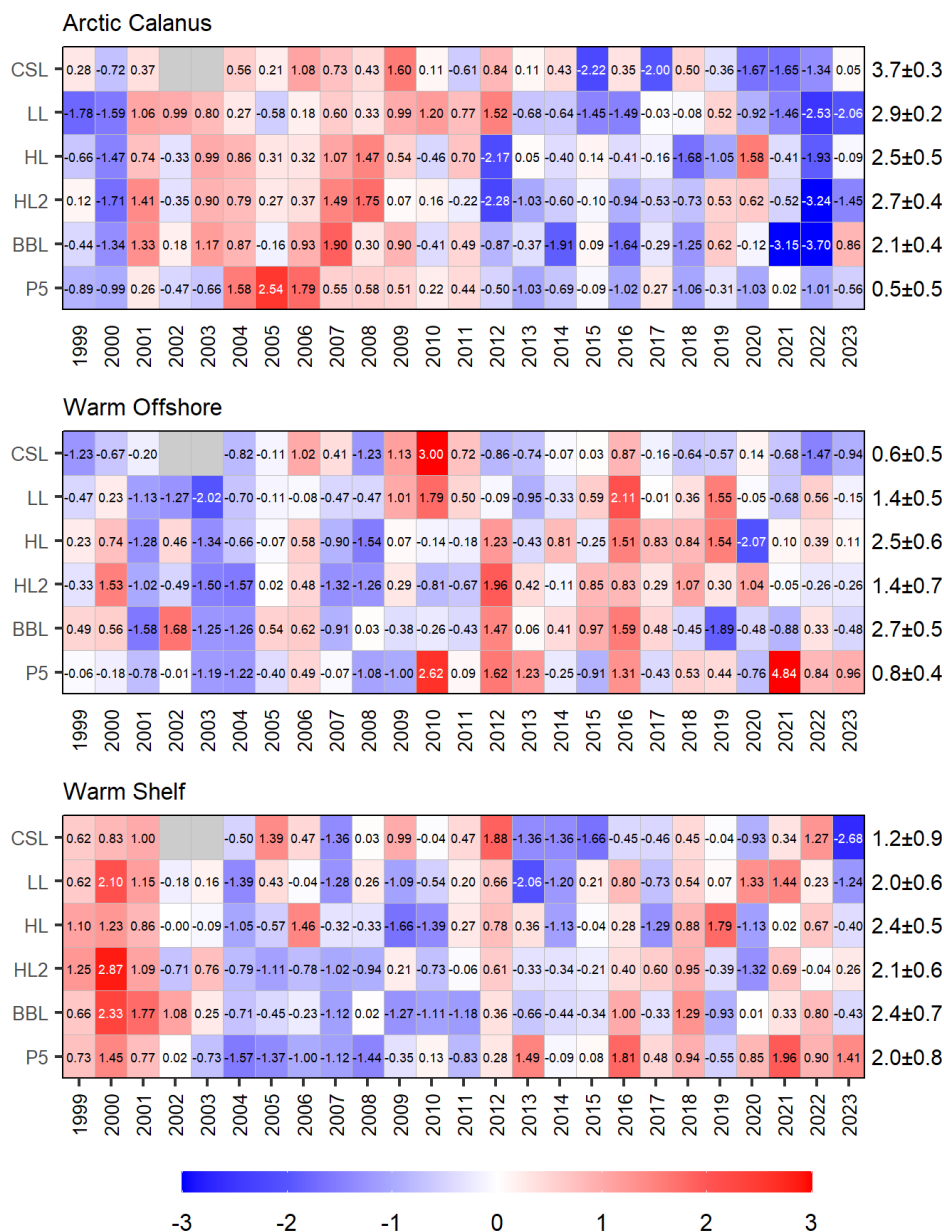 Arctic Calanus
CSL 0.28 -0.72 0.37 0.56 0.21 1.08 0.73 0.43 1.60 0.11 -0.61 0.84 0.11 0.43 -2.22 0.35 -2.00 0.50 -0.36 -1.67 -1.65 -1.34 0.05 3.7±0.3
LL -1.78 -1.59 1.06 0.99 0.80 0.27 -0.58 0.18 0.60 0.33 0.99 1.20 0.77 1.52 -0.68 -0.64 -1.45 -1.49 -0.03 -0.08 0.52 -0.92 -1.46 -2.53 -2.06 2.9±0.2
HL -0.66 -1.47 0.74 -0.33 0.99 0.86 0.31 0.32 1.07 1.47 0.54 -0.46 0.70 -2.17 0.05 -0.40 0.14 -0.41 -0.16 -1.68 -1.05 1.58 -0.41 -1.93 -0.09 2.5±0.5
HL2 0.12 -1.71 1.41 -0.35 0.90 0.79 0.27 0.37 1.49 1.75 0.07 0.16 -0.22 -2.28 -1.03 -0.60 -0.10 -0.94 -0.53 -0.73 0.53 0.62 -0.52 -3.24 -1.45 2.7±0.4
BBL -0.44 -1.34 1.33 0.18 1.17 0.87 -0.16 0.93 1.90 0.30 0.90 -0.41 0.49 -0.87 -0.37 -1.91 0.09 -1.64 -0.29 -1.25 0.62 -0.12 -3.15 -3.70 0.86 2.1±0.4
P5 -0.89 -0.99 0.26 -0.47 -0.66 1.58 2.54 1.79 0.55 0.58 0.51 0.22 0.44 -0.50 -1.03 -0.69 -0.09 -1.02 0.27 -1.06 -0.31 -1.03 0.02 -1.01 -0.56 0.5±0.5
1999 2000 2001 2002 2003 2004 2005 2006 2007 2008 2009 2010 2011 2012 2013 2014 2015 2016 2017 2018 2019 2020 2021 2022 2023
Warm Offshore
CSL -1.23 -0.67 -0.20 -0.82 -0.11 1.02 0.41 -1.23 1.13 3.00 0.72 -0.86 -0.74 -0.07 0.03 0.87 -0.16 -0.64 -0.57 0.14 -0.68 -1.47 -0.94 0.6±0.5
LL -0.47 0.23 -1.13 -1.27 -2.02 -0.70 -0.11 -0.08 -0.47 -0.47 1.01 1.79 0.50 -0.09 -0.95 -0.33 0.59 2.11 -0.01 0.36 1.55 -0.05 -0.68 0.56 -0.15 1.4±0.5
HL 0.23 0.74 -1.28 0.46 -1.34 -0.66 -0.07 0.58 -0.90 -1.54 0.07 -0.14 -0.18 1.23 -0.43 0.81 -0.25 1.51 0.83 0.84 1.54 -2.07 0.10 0.39 0.11 2.5±0.6
HL2 -0.33 1.53 -1.02 -0.49 -1.50 -1.57 0.02 0.48 -1.32 -1.26 0.29 -0.81 -0.67 1.96 0.42 -0.11 0.85 0.83 0.29 1.07 0.30 1.04 -0.05 -0.26 -0.26 1.4±0.7
BBL 0.49 0.56 -1.58 1.68 -1.25 -1.26 0.54 0.62 -0.91 0.03 -0.38 -0.26 -0.43 1.47 0.06 0.41 0.97 1.59 0.48 -0.45 -1.89 -0.48 -0.88 0.33 -0.48 2.7±0.5
P5 -0.06 -0.18 -0.78 -0.01 -1.19 -1.22 -0.40 0.49 -0.07 -1.08 -1.00 2.62 0.09 1.62 1.23 -0.25 -0.91 1.31 -0.43 0.53 0.44 -0.76 4.84 0.84 0.96 0.8±0.4
1999 2000 2001 2002 2003 2004 2005 2006 2007 2008 2009 2010 2011 2012 2013 2014 2015 2016 2017 2018 2019 2020 2021 2022 2023
Warm Shelf
CSL 0.62 0.83 1.00 -0.50 1.39 0.47 -1.36 0.03 0.99 -0.04 0.47 1.88 -1.36 -1.36 -1.66 -0.45 -0.46 -0.45 -0.04 -0.93 0.34 1.27 -2.68 1.2±0.9
LL 0.62 2.10 1.15 -0.18 0.16 -1.39 0.43 -0.04 -1.28 0.26 -1.09 -0.54 0.20 0.66 -2.06 -1.20 0.21 0.80 -0.73 0.54 0.07 1.33 1.44 0.23 -1.24 2.0±0.6
HL 1.10 1.23 0.86 -0.00 -0.09 -1.05 -0.57 1.46 -0.32 -0.33 -1.66 -1.39 0.27 0.78 0.36 -1.13 -0.04 0.28 -1.29 0.88 1.79 -1.13 0.02 0.67 -0.40 2.4±0.5
HL2 1.25 2.87 1.09 -0.71 0.76 -0.79 -1.11 -0.78 -1.02 -0.94 0.21 -0.73 -0.06 0.61 -0.33 -0.34 -0.21 0.40 0.60 0.95 -0.39 -1.32 0.69 -0.04 0.26 2.1±0.6
BBL 0.66 2.33 1.77 1.08 0.25 -0.71 -0.45 -0.23 -1.12 0.02 -1.27 -1.11 -1.18 0.36 -0.66 -0.44 -0.34 1.00 -0.33 1.29 -0.93 0.01 0.33 0.80 -0.43 2.4±0.7
P5 0.73 1.45 0.77 0.02 -0.73 -1.57 -1.37 -1.00 -1.12 -1.44 -0.35 0.13 -0.83 0.28 1.49 -0.09 0.08 1.81 0.48 0.94 -0.55 0.85 1.96 0.90 1.41 2.0±0.8
1999 2000 2001 2002 2003 2004 2005 2006 2007 2008 2009 2010 2011 2012 2013 2014 2015 2016 2017 2018 2019 2020 2021 2022 2023
-3 -2 -1 0 1 2 3